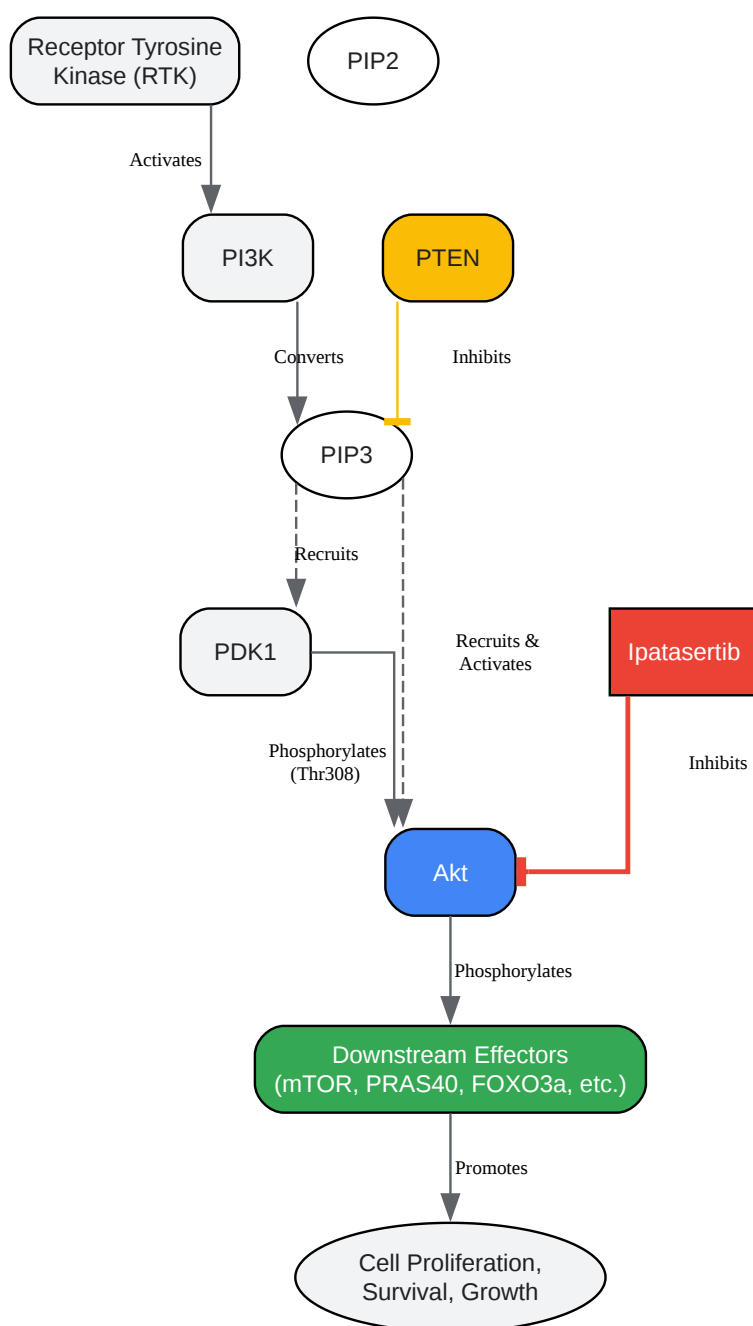 Receptor Tyrosine
Kinase (RTK)
PIP2
Activates
PI3K
PTEN
Converts
Inhibits
PIP3
Recruits
PDK1
Recruits &
Activates
Ipatasertib
Phosphorylates
(Thr308)
Inhibits
Akt
Phosphorylates
Downstream Effectors
(mTOR, PRAS40, FOXO3a, etc.)
Promotes
Cell Proliferation,
Survival, Growth